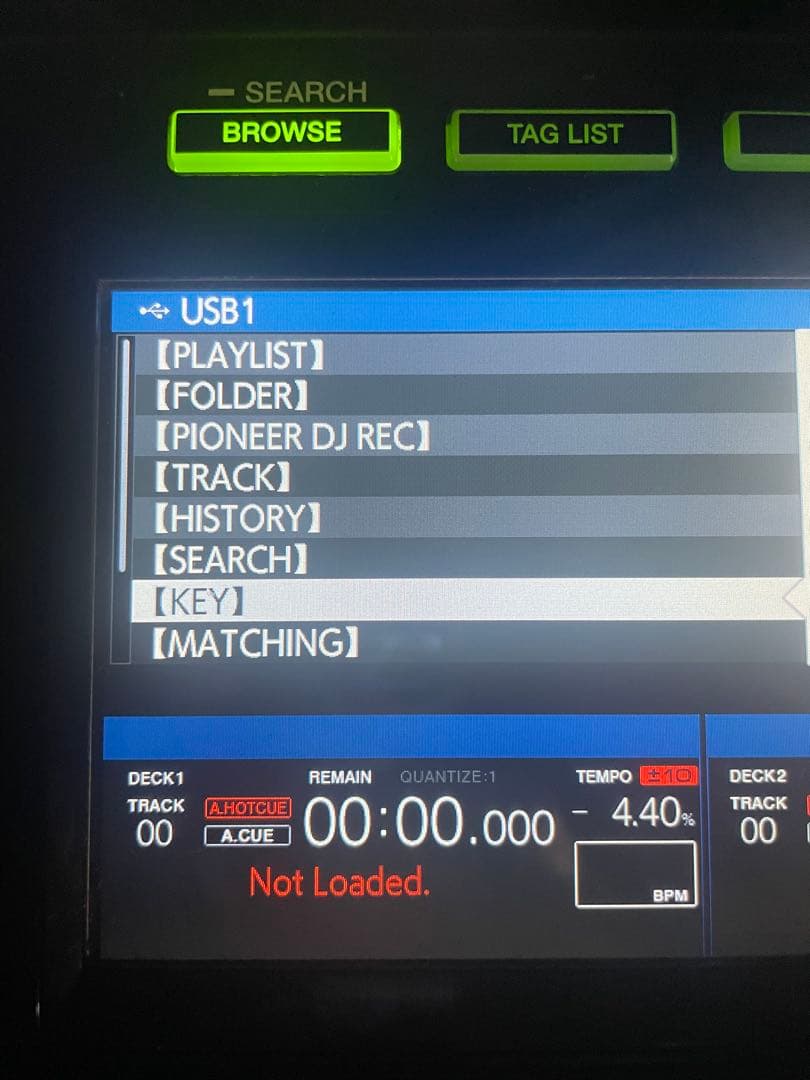 SEARCH
BROWSE
TAG LIST
USB1
【PLAYLIST】
【FOLDER】
【PIONEER DJ REC】
【TRACK】
【HISTORY】
【SEARCH】
【KEY】
【MATCHING】
DECK1 REMAIN QUANTIZE:1 TEMPO ±10 DECK2
TRACK A.HOTCUE 00:00.000 − 4.40% TRACK
00 A.CUE 00
Not Loaded.
BPM